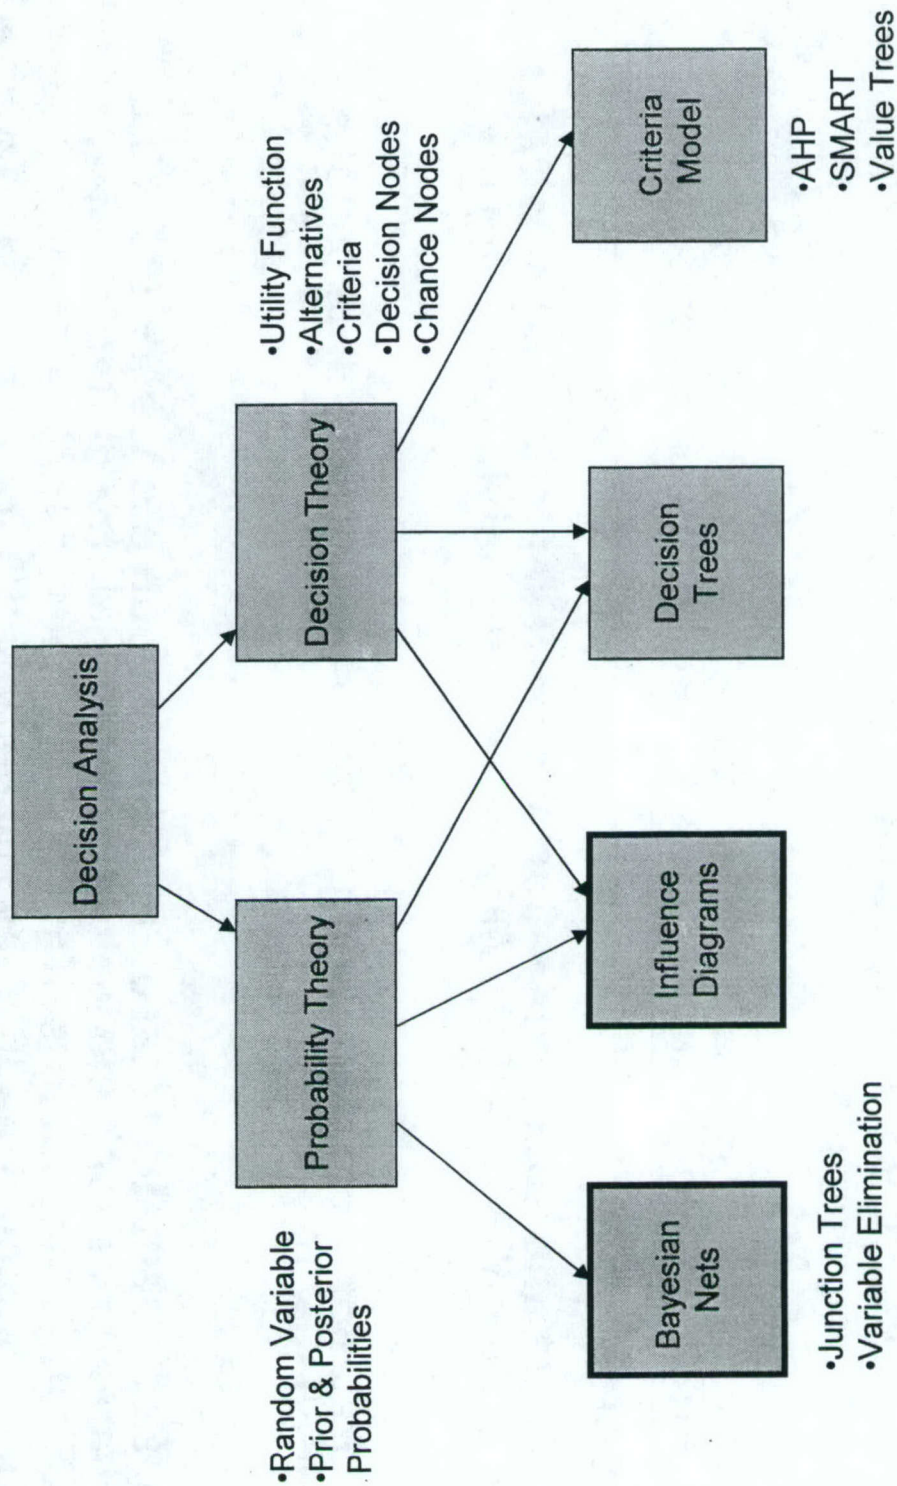 Decision Analysis
Probability Theory
•Random Variable
•Prior & Posterior
Probabilities
Decision Theory
•Utility Function
•Alternatives
•Criteria
•Decision Nodes
•Chance Nodes
Bayesian
Nets
•Junction Trees
•Variable Elimination
Influence
Diagrams
Decision
Trees
Criteria
Model
•AHP
•SMART
•Value Trees